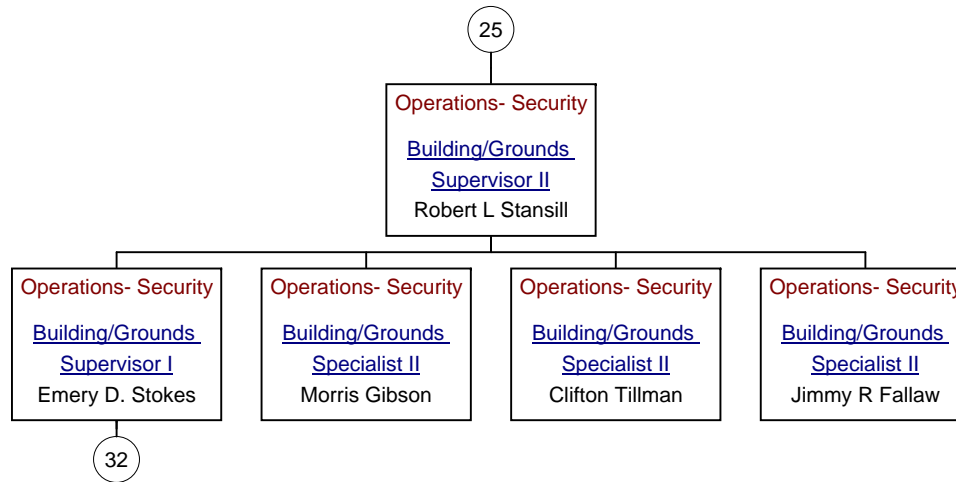 25
Operations- Security
Building/Grounds
Supervisor II
Robert L Stansill
Operations- Security
Building/Grounds
Supervisor I
Emery D. Stokes
Operations- Security
Building/Grounds
Specialist II
Morris Gibson
Operations- Security
Building/Grounds
Specialist II
Clifton Tillman
Operations- Security
Building/Grounds
Specialist II
Jimmy R Fallaw
32